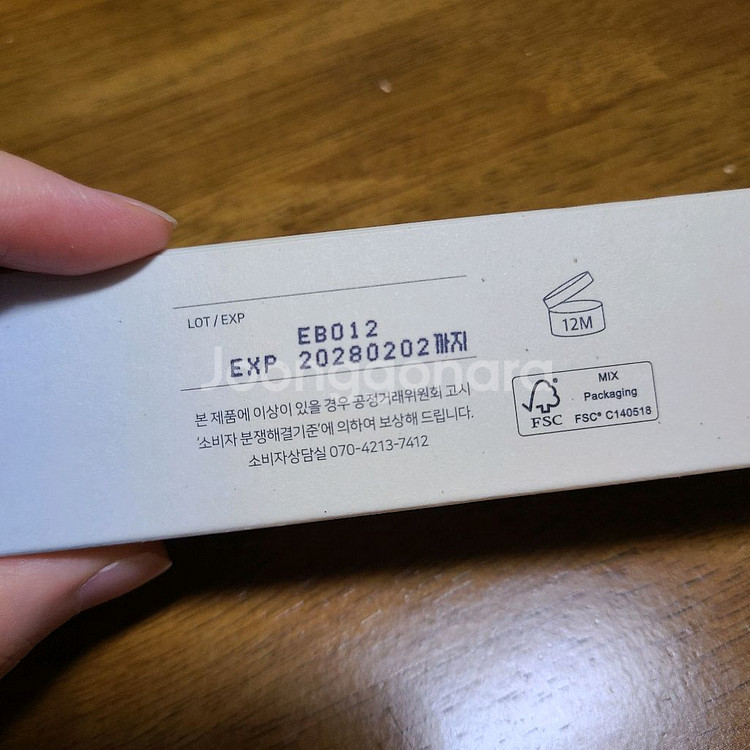 LOT / EXP
EB012
EXP 20280202까지
본 제품에 이상이 있을 경우 공정거래위원회 고시
'소비자 분쟁해결기준'에 의하여 보상해 드립니다.
소비자상담실 070-4213-7412
12M
MIX
Packaging
FSC
FSC® C140518
Joongaonara